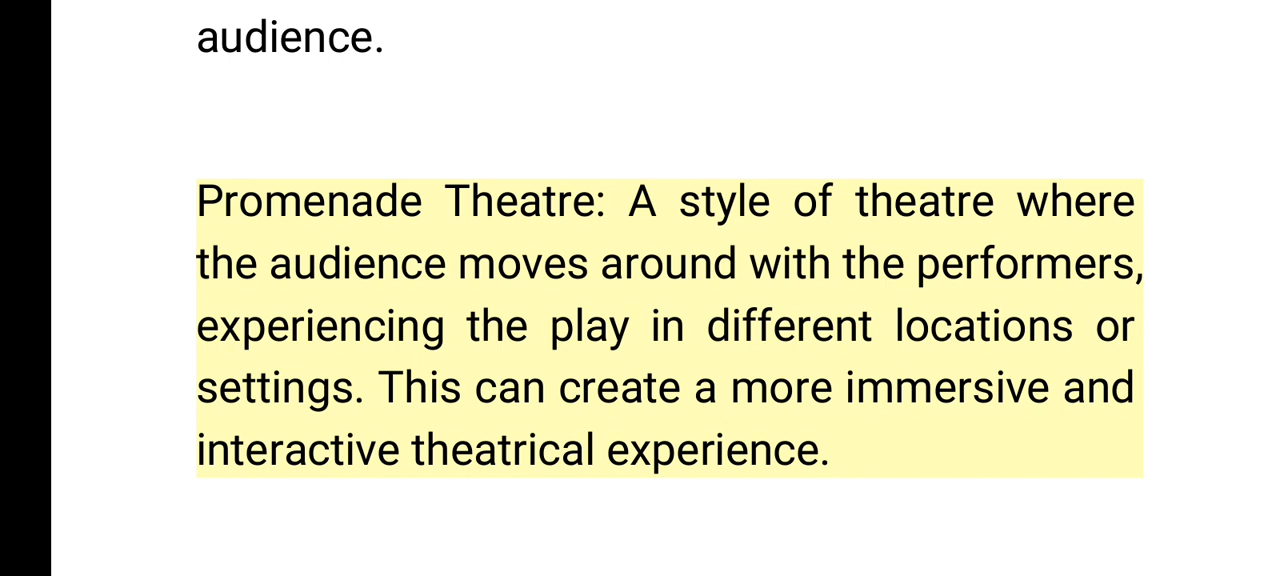 audience.
Promenade Theatre: A style of theatre where
the audience moves around with the performers,
experiencing the play in different locations or
settings. This can create a more immersive and
interactive theatrical experience.